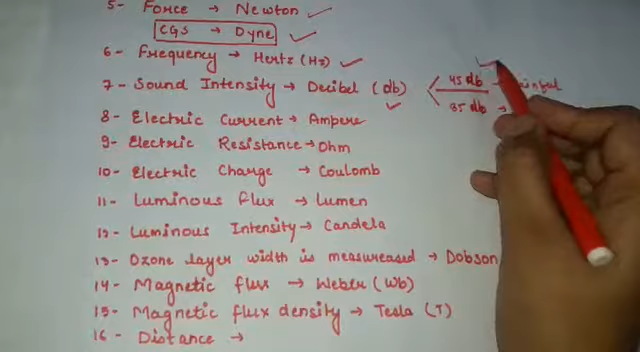 5- Force → Newton
CGS → Dyne
6- Frequency → Hertz (Hz)
7- Sound Intensity → Decibel (db)
45 db
85 db →
8- Electric Current → Ampere
9- Electric Resistance → Ohm
10- Electric Charge → Coulomb
11- Luminous flux → Lumen
12- Luminous Intensity → Candela
13- Ozone layer width is measureased → Dobson
14- Magnetic flux → Weber (Wb)
15- Magnetic flux density → Tesla (T)
16- Distance →